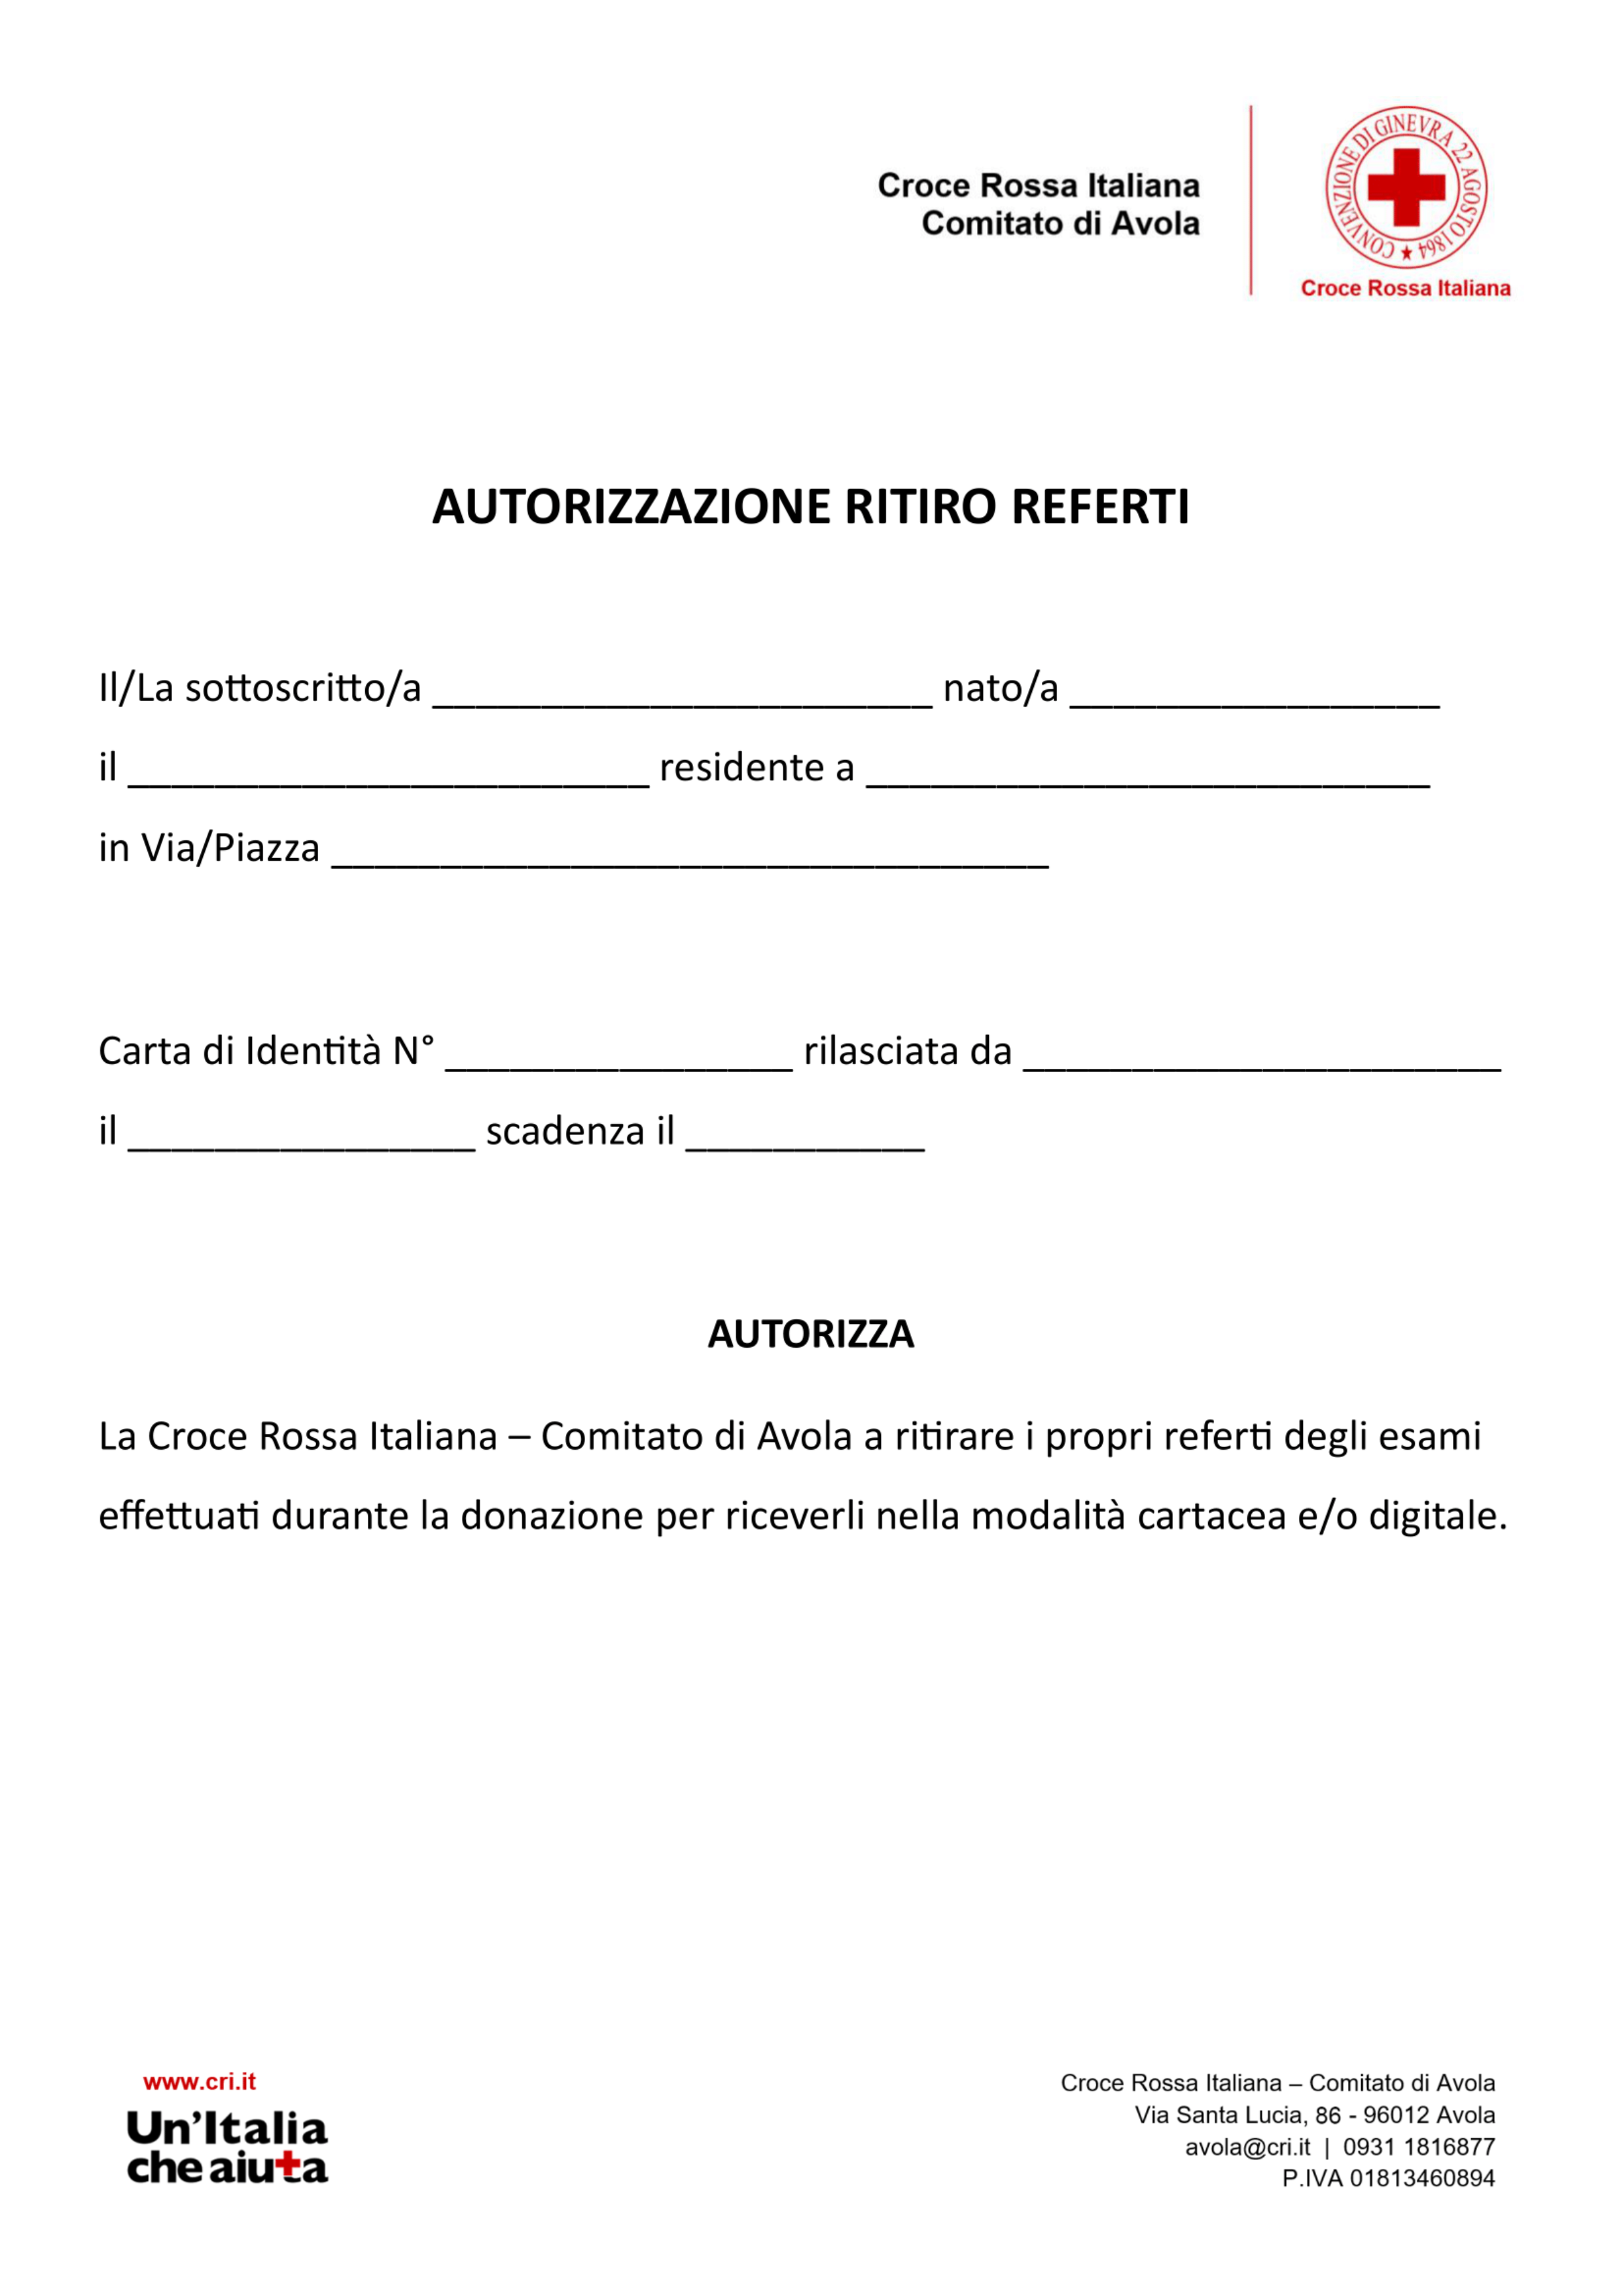 Croce Rossa Italiana
Comitato di Avola
CONVENZIONE DI GINEVRA 22 AGOSTO 1864
Croce Rossa Italiana
AUTORIZZAZIONE RITIRO REFERTI
Il/La sottoscritto/a _______________________ nato/a _________________
il ________________________ residente a __________________________
in Via/Piazza _________________________________
Carta di Identità N° ________________ rilasciata da ______________________
il ________________ scadenza il ___________
AUTORIZZA
La Croce Rossa Italiana – Comitato di Avola a ritirare i propri referti degli esami
effettuati durante la donazione per riceverli nella modalità cartacea e/o digitale.
www.cri.it
Un'Italia
che aiuta
Croce Rossa Italiana – Comitato di Avola
Via Santa Lucia, 86 - 96012 Avola
avola@cri.it | 0931 1816877
P.IVA 01813460894